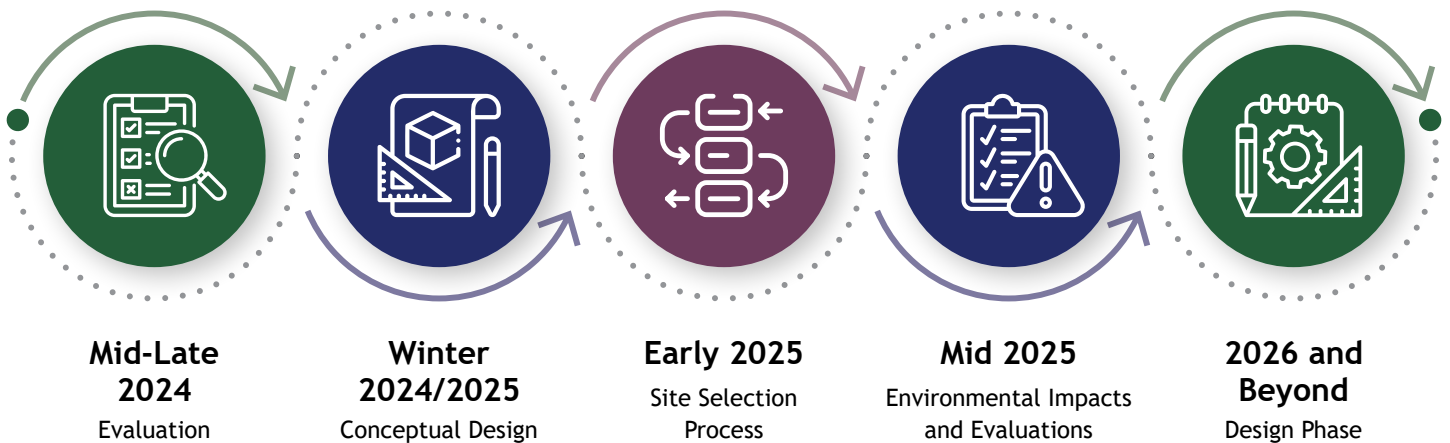 Mid-Late
2024
Evaluation
Winter
2024/2025
Conceptual Design
Early 2025
Site Selection
Process
Mid 2025
Environmental Impacts
and Evaluations
2026 and
Beyond
Design Phase